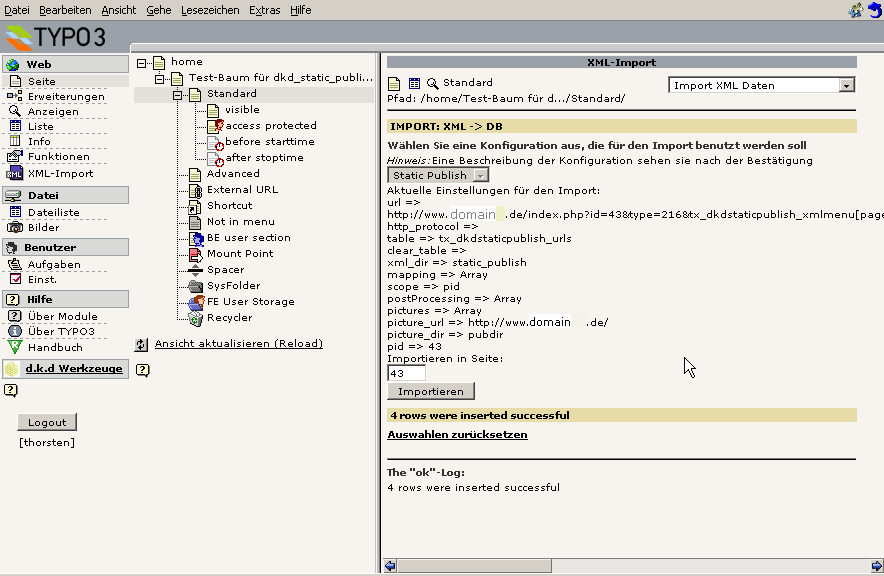 Datei Bearbeiten Ansicht Gehe Lesezeichen Extras Hilfe
TYPO3
Web
Seite
Erweiterungen
Anzeigen
Liste
Info
Funktionen
XML-Import
Datei
Dateiliste
Bilder
Benutzer
Aufgaben
Einst.
Hilfe
Über Module
Über TYPO3
Handbuch
d.k.d Werkzeuge
Logout
[thorsten]
home
Test-Baum für dkd_static_publi...
Standard
visible
access protected
before starttime
after stoptime
Advanced
External URL
Shortcut
Not in menu
BE user section
Mount Point
Spacer
SysFolder
FE User Storage
Recycler
Ansicht aktualisieren (Reload)
XML-Import
Standard
Import XML Daten
Pfad: /home/Test-Baum für d.../Standard/
IMPORT: XML -> DB
Wählen Sie eine Konfiguration aus, die für den Import benutzt werden soll
Hinweis: Eine Beschreibung der Konfiguration sehen sie nach der Bestätigung
Static Publish
Aktuelle Einstellungen für den Import:
url =>
http://www.domain .de/index.php?id=43&type=216&tx_dkdstaticpublish_xmlmenu[page
http_protocol =>
table => tx_dkdstaticpublish_urls
clear_table =>
xml_dir => static_publish
mapping => Array
scope => pid
postProcessing => Array
pictures => Array
picture_url => http://www.domain .de/
picture_dir => pubdir
pid => 43
Importieren in Seite:
43
Importieren
4 rows were inserted successful
Auswahlen zurücksetzen
The "ok"-Log:
4 rows were inserted successful